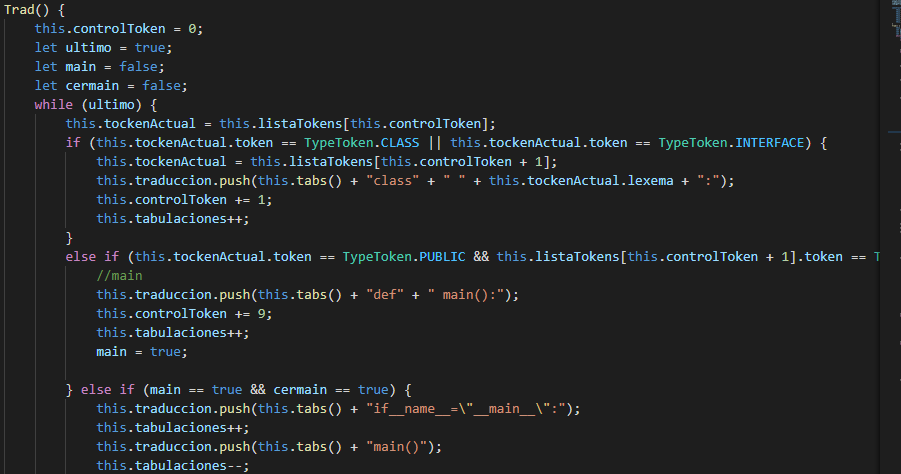 Trad() {
this.controlToken = 0;
let ultimo = true;
let main = false;
let cermain = false;
while (ultimo) {
this.tockenActual = this.listaTokens[this.controlToken];
if (this.tockenActual.token == TypeToken.CLASS || this.tockenActual.token == TypeToken.INTERFACE) {
this.tockenActual = this.listaTokens[this.controlToken + 1];
this.traduccion.push(this.tabs() + "class" + " " + this.tockenActual.lexema + ":");
this.controlToken += 1;
this.tabulaciones++;
}
else if (this.tockenActual.token == TypeToken.PUBLIC && this.listaTokens[this.controlToken + 1].token == T
//main
this.traduccion.push(this.tabs() + "def" + " main():");
this.controlToken += 9;
this.tabulaciones++;
main = true;
} else if (main == true && cermain == true) {
this.traduccion.push(this.tabs() + "if__name__=\"__main__\":");
this.tabulaciones++;
this.traduccion.push(this.tabs() + "main()");
this.tabulaciones--;